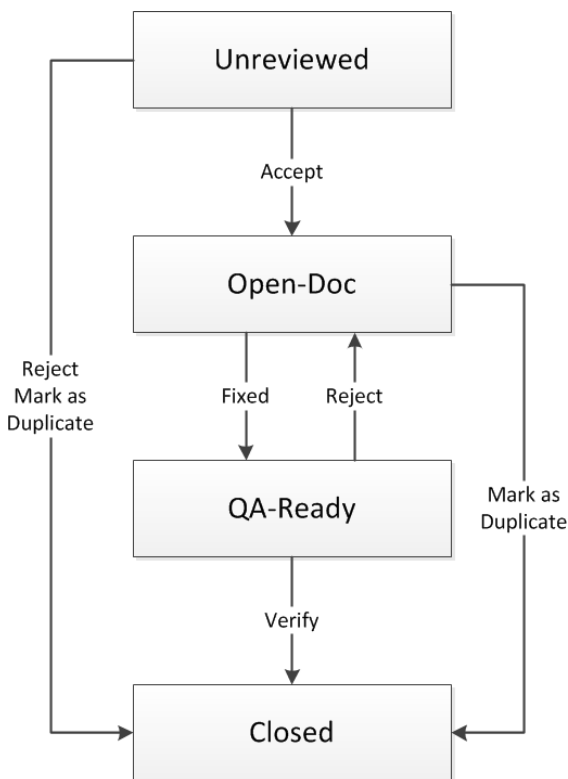 Unreviewed
Accept
Open-Doc
Reject
Mark as
Duplicate
Fixed
Reject
QA-Ready
Mark as
Duplicate
Verify
Closed